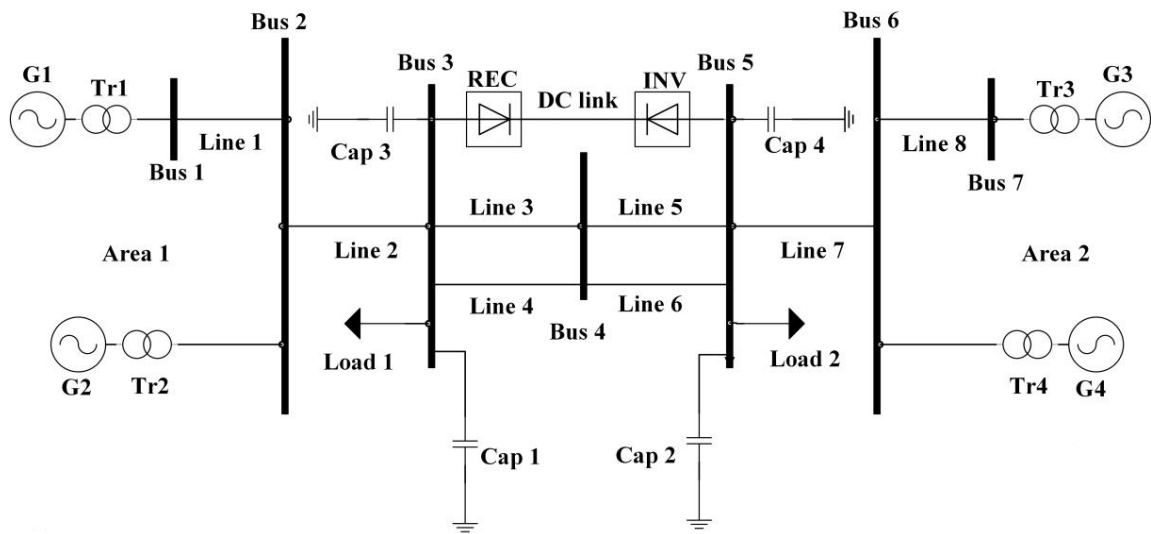 Bus 2
Bus 6
G1
Tr1
Bus 3
REC
DC link
INV
Bus 5
Tr3
G3
Line 1
Cap 3
Cap 4
Line 8
Bus 1
Bus 7
Line 3
Line 5
Area 1
Line 2
Line 7
Area 2
Line 4
Line 6
Bus 4
Load 1
Load 2
G2
Tr2
Tr4
G4
Cap 1
Cap 2